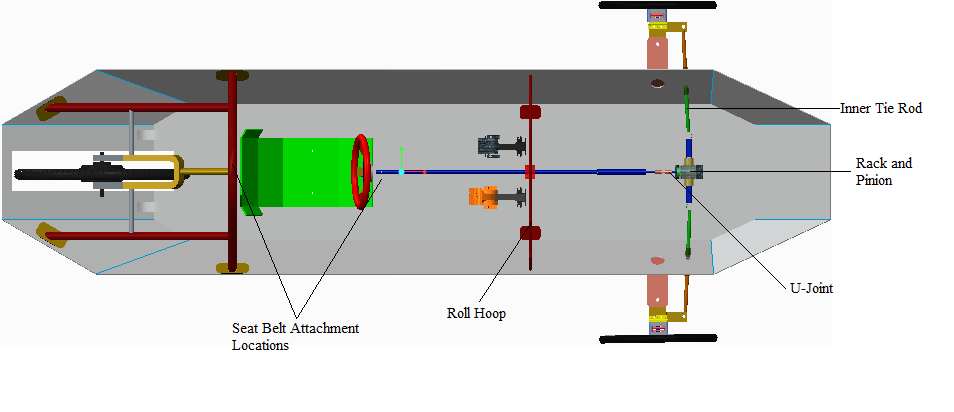 Inner Tie Rod
Rack and
Pinion
U-Joint
Roll Hoop
Seat Belt Attachment
Locations